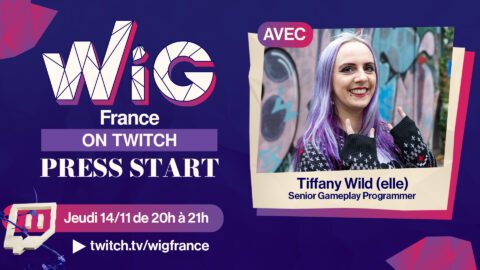 WiG
France
ON TWITCH
PRESS START
Jeudi 14/11 de 20h à 21h
twitch.tv/wigfrance
AVEC
Tiffany Wild (elle)
Senior Gameplay Programmer